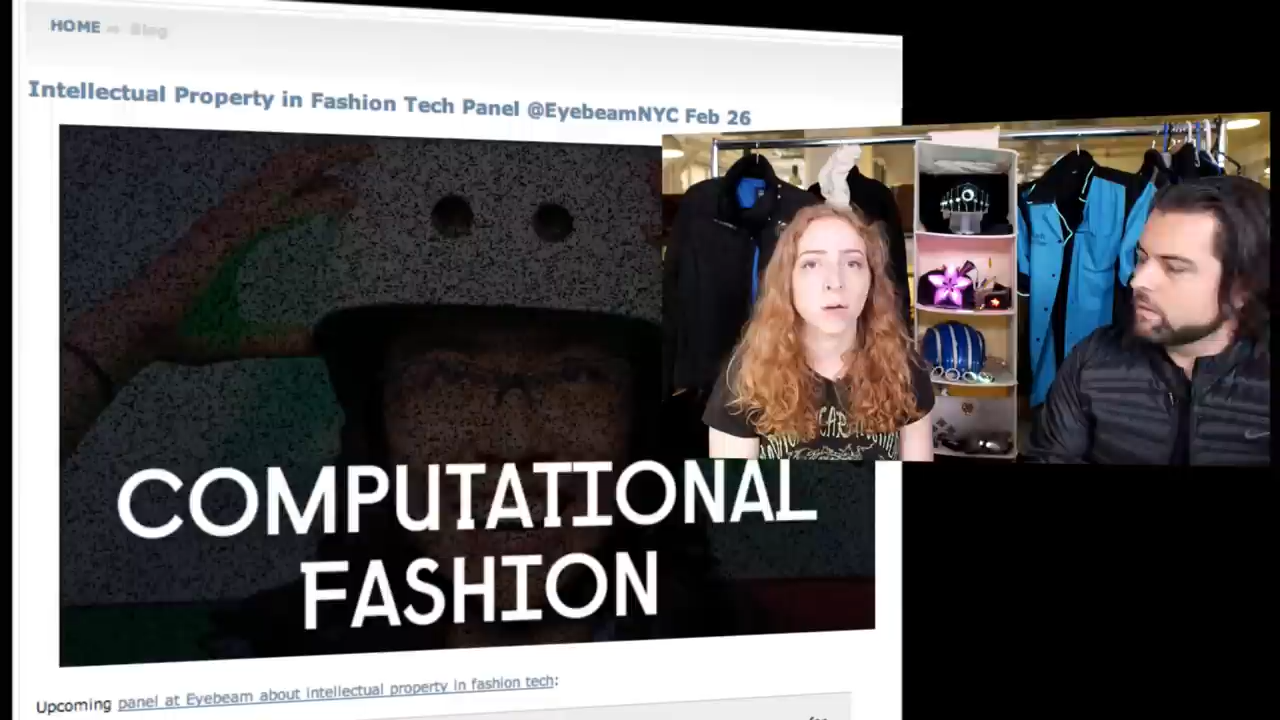 HOME » Blog
Intellectual Property in Fashion Tech Panel @EyebeamNYC Feb 26
COMPUTATIONAL
FASHION
Upcoming panel at Eyebeam about intellectual property in fashion tech: